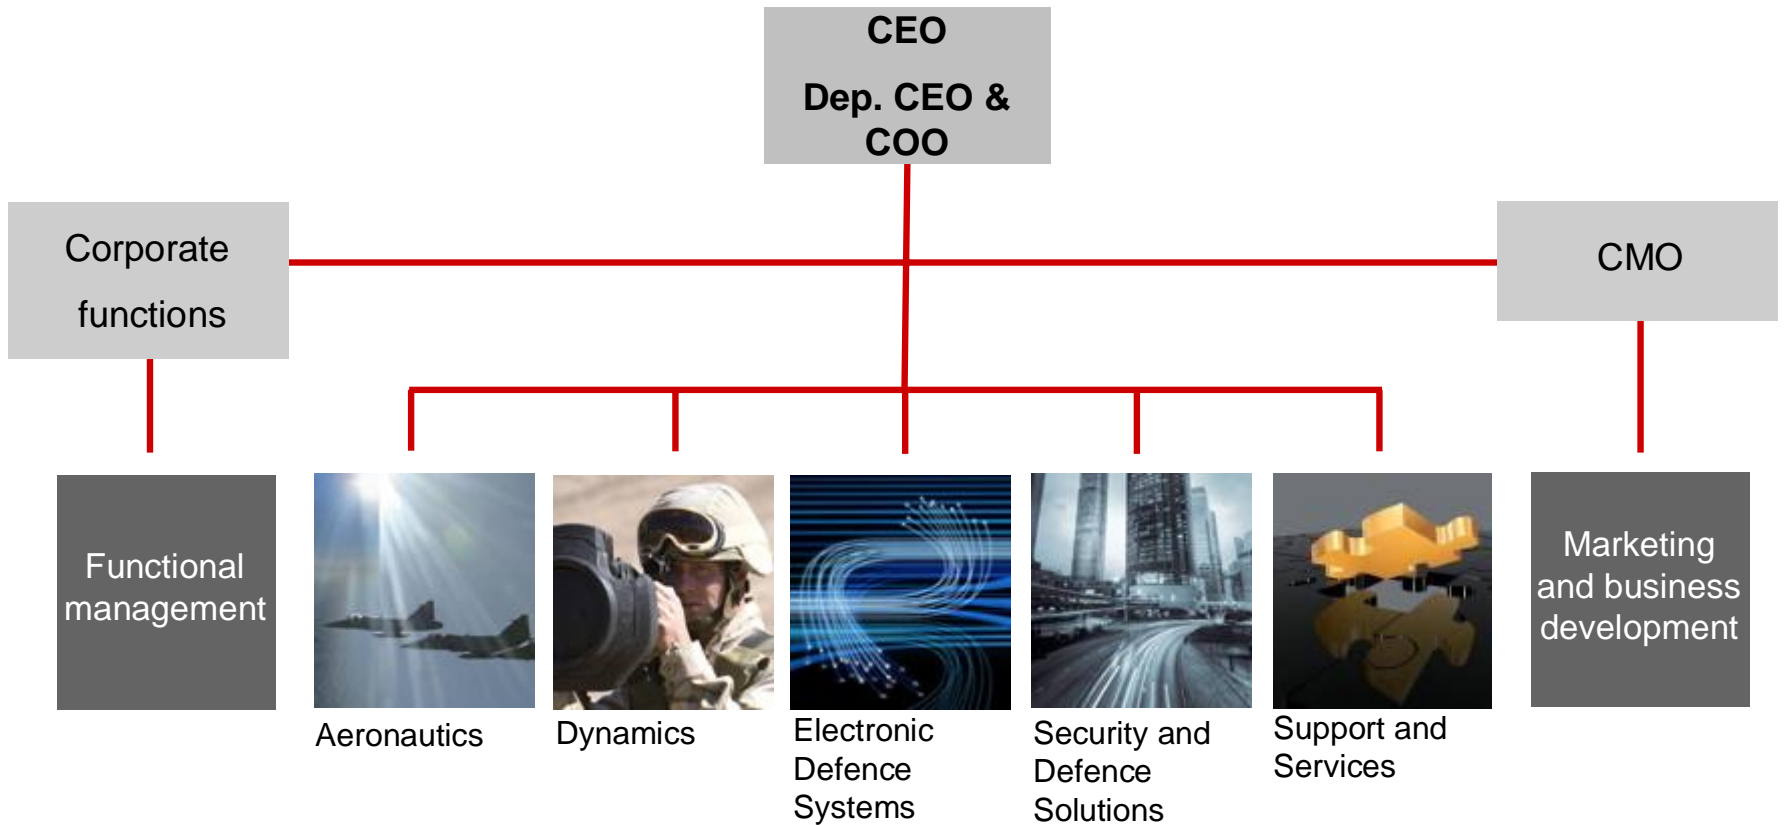 CEO
Dep. CEO &
COO
Corporate
functions
CMO
Functional
management
Marketing
and business
development
Aeronautics
Dynamics
Electronic
Defence
Systems
Security and
Defence
Solutions
Support and
Services